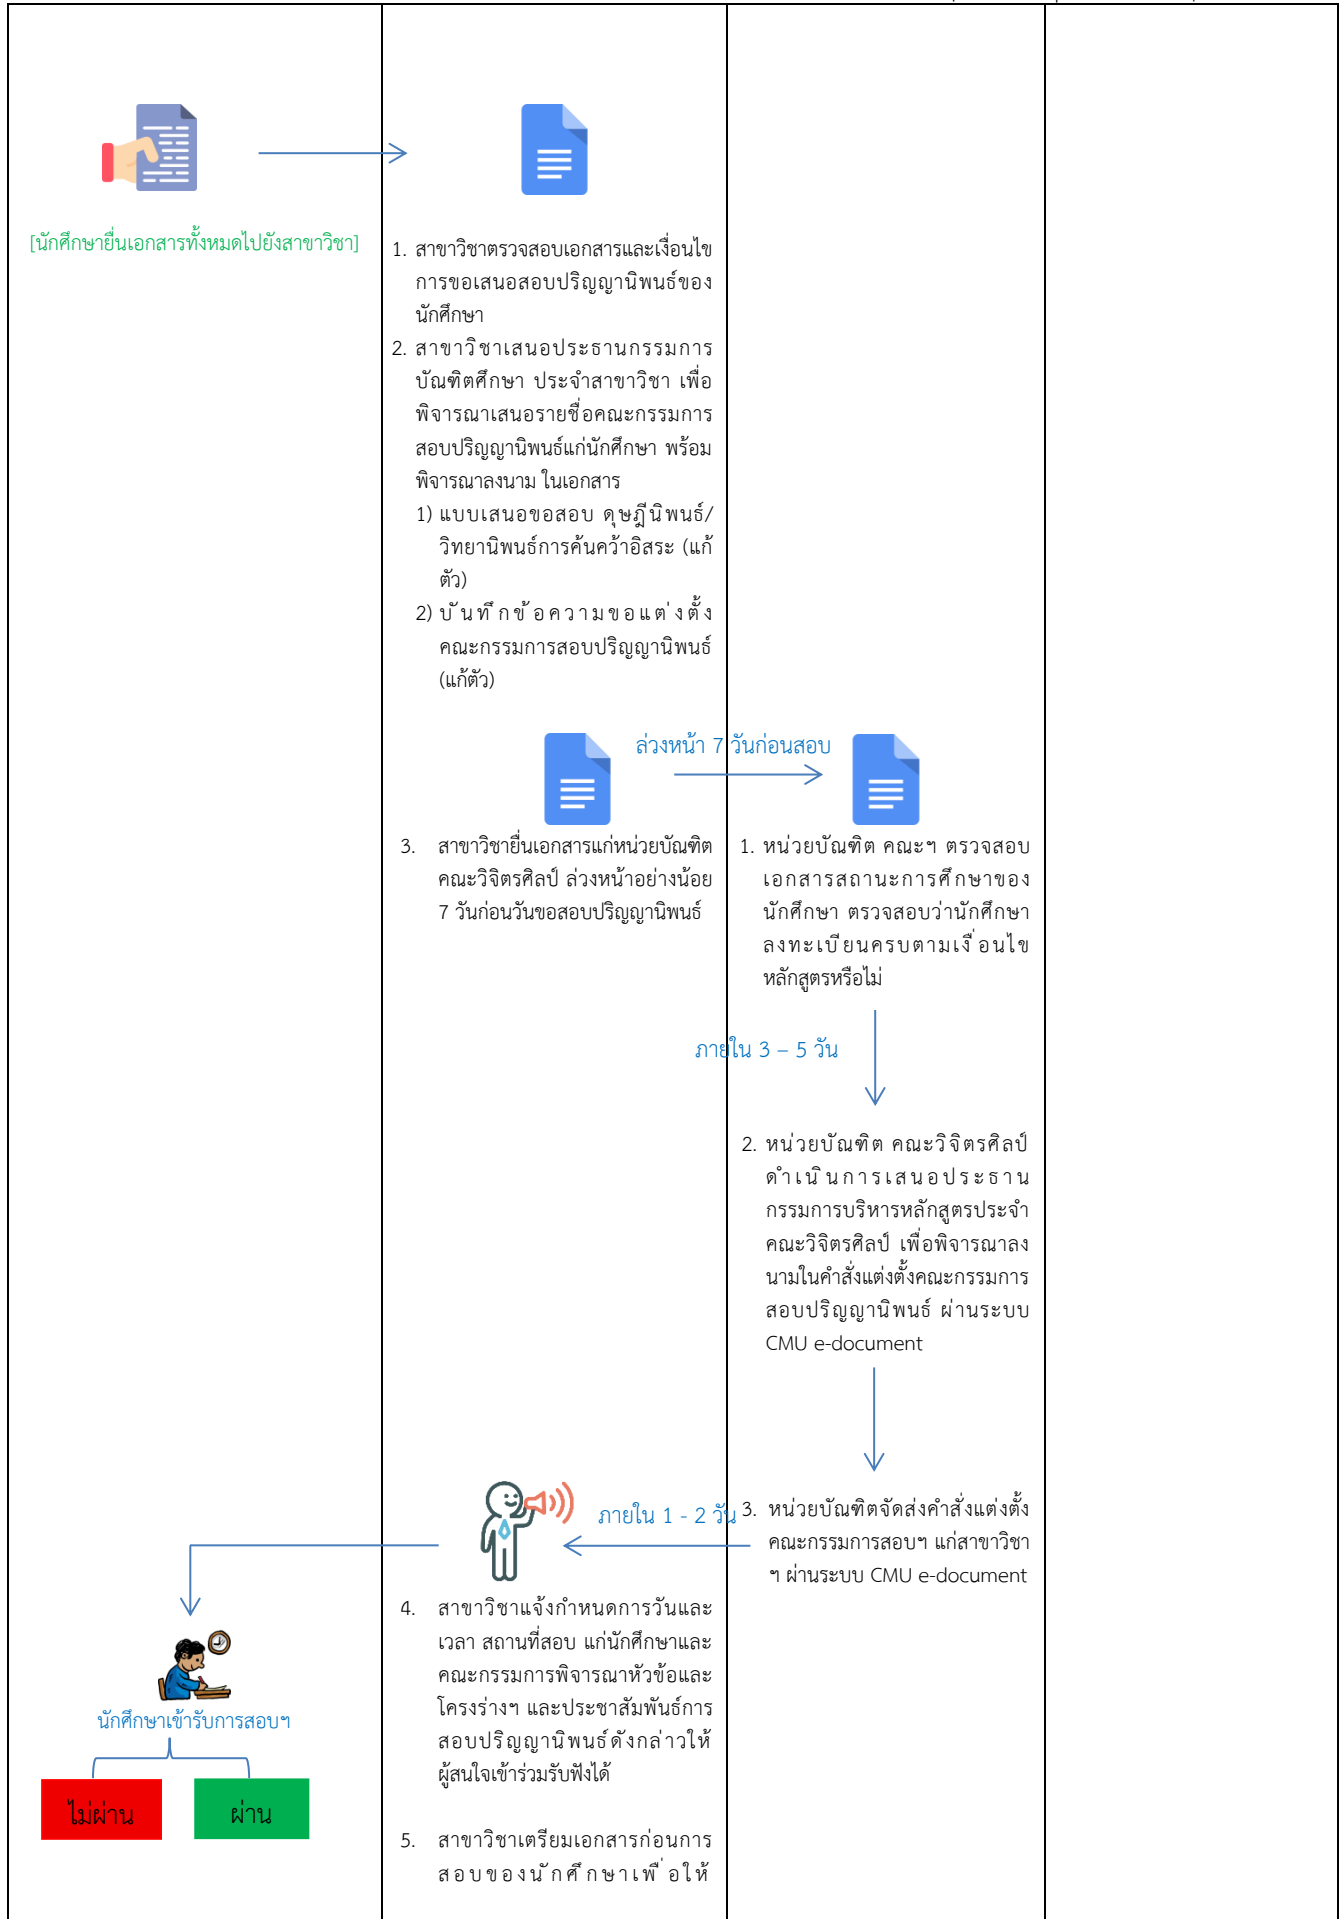 [นักศึกษายื่นเอกสารทั้งหมดไปยังสาขาวิชา]
1. สาขาวิชาตรวจสอบเอกสารและเงื่อนไข
การขอเสนอสอบปริญญานิพนธ์ของ
นักศึกษา
2. สาขาวิชาเสนอประธานกรรมการ
บัณฑิตศึกษา ประจำสาขาวิชา เพื่อ
พิจารณาเสนอรายชื่อคณะกรรมการ
สอบปริญญานิพนธ์แก่นักศึกษา พร้อม
พิจารณาลงนาม ในเอกสาร
1) แบบเสนอขอสอบ ดุษฎีนิพนธ์/
วิทยานิพนธ์การค้นคว้าอิสระ (แก้
ตัว)
2) บันทึกข้อความขอแต่งตั้ง
คณะกรรมการสอบปริญญานิพนธ์
(แก้ตัว)
ล่วงหน้า 7 วันก่อนสอบ
3. สาขาวิชายื่นเอกสารแก่หน่วยบัณฑิต
คณะวิจิตรศิลป์ ล่วงหน้าอย่างน้อย
7 วันก่อนวันขอสอบปริญญานิพนธ์
1. หน่วยบัณฑิต คณะฯ ตรวจสอบ
เอกสารสถานะการศึกษาของ
นักศึกษา ตรวจสอบว่านักศึกษา
ลงทะเบียนครบตามเงื่อนไข
หลักสูตรหรือไม่
ภายใน 3 – 5 วัน
2. หน่วยบัณฑิต คณะวิจิตรศิลป์
ดำเนินการเสนอประธาน
กรรมการบริหารหลักสูตรประจำ
คณะวิจิตรศิลป์ เพื่อพิจารณาลง
นามในคำสั่งแต่งตั้งคณะกรรมการ
สอบปริญญานิพนธ์ ผ่านระบบ
CMU e-document
3. หน่วยบัณฑิตจัดส่งคำสั่งแต่งตั้ง
คณะกรรมการสอบฯ แก่สาขาวิชา
ฯ ผ่านระบบ CMU e-document
ภายใน 1 - 2 วัน
4. สาขาวิชาแจ้งกำหนดการวันและ
เวลา สถานที่สอบ แก่นักศึกษาและ
คณะกรรมการพิจารณาหัวข้อและ
โครงร่างฯ และประชาสัมพันธ์การ
สอบปริญญานิพนธ์ดังกล่าวให้
ผู้สนใจเข้าร่วมรับฟังได้
5. สาขาวิชาเตรียมเอกสารก่อนการ
สอบของนักศึกษาเพื่อให้
นักศึกษาเข้ารับการสอบฯ
ไม่ผ่าน
ผ่าน